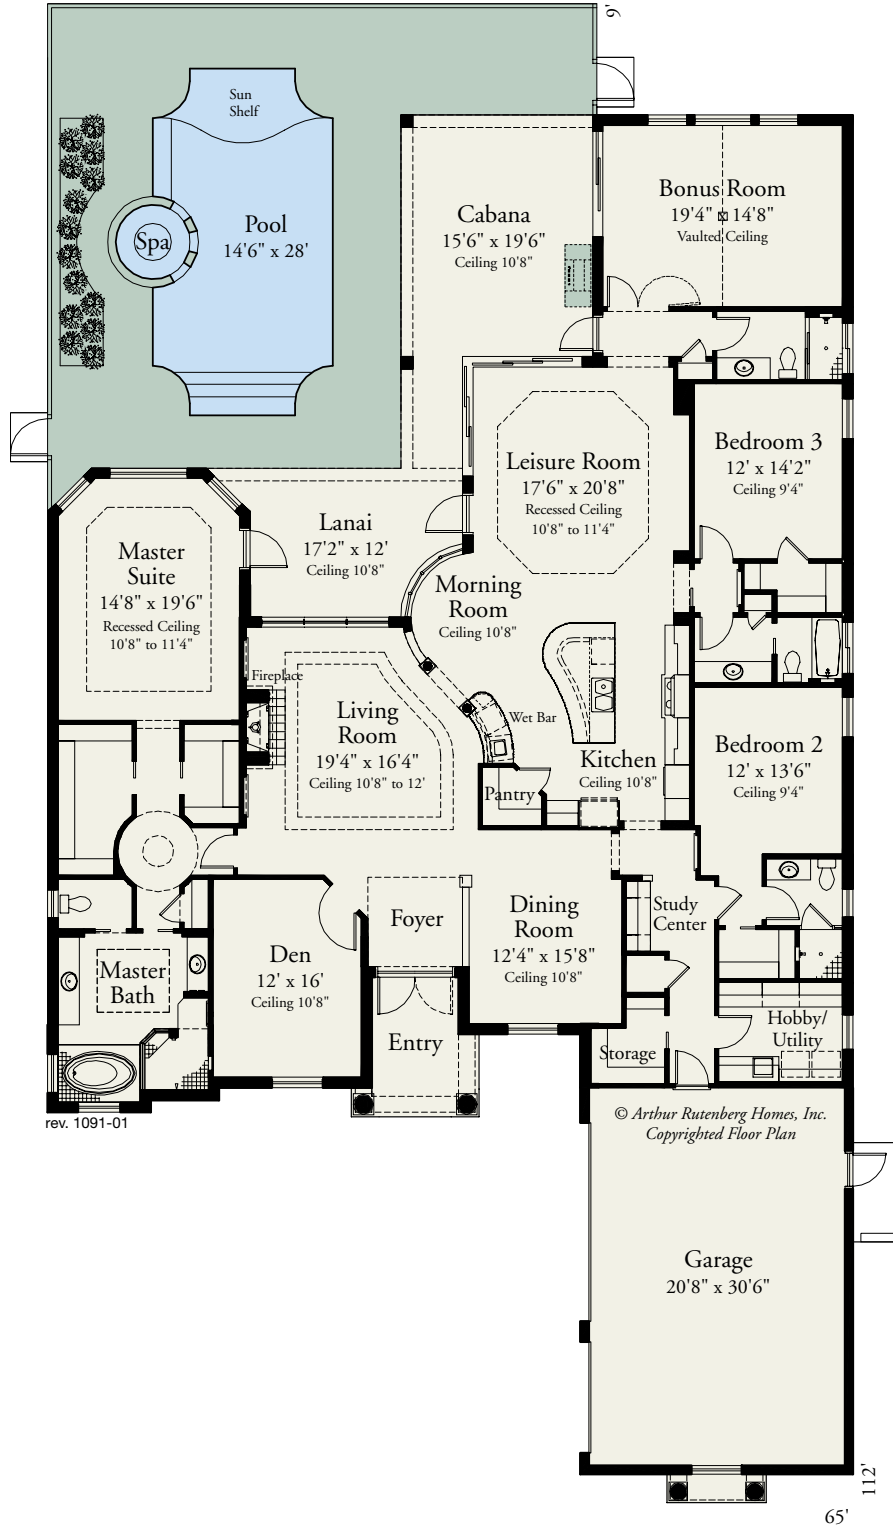 9'
Sun
Shelf
Bonus Room
19'4" x 14'8"
Vaulted Ceiling
Cabana
15'6" x 19'6"
Ceiling 10'8"
Pool
14'6" x 28'
Spa
Bedroom 3
12' x 14'2"
Ceiling 9'4"
Leisure Room
17'6" x 20'8"
Recessed Ceiling
10'8" to 11'4"
Lanai
17'2" x 12'
Ceiling 10'8"
Master
Suite
14'8" x 19'6"
Recessed Ceiling
10'8" to 11'4"
Morning
Room
Ceiling 10'8"
Fireplace
Living
Room
19'4" x 16'4"
Ceiling 10'8" to 12'
Wet Bar
Kitchen
Ceiling 10'8"
Pantry
Bedroom 2
12' x 13'6"
Ceiling 9'4"
Study
Center
Foyer
Dining
Room
12'4" x 15'8"
Ceiling 10'8"
Den
12' x 16'
Ceiling 10'8"
Master
Bath
Hobby/
Utility
Entry
Storage
rev. 1091-01
© Arthur Rutenberg Homes, Inc.
Copyrighted Floor Plan
Garage
20'8" x 30'6"
112'
65'